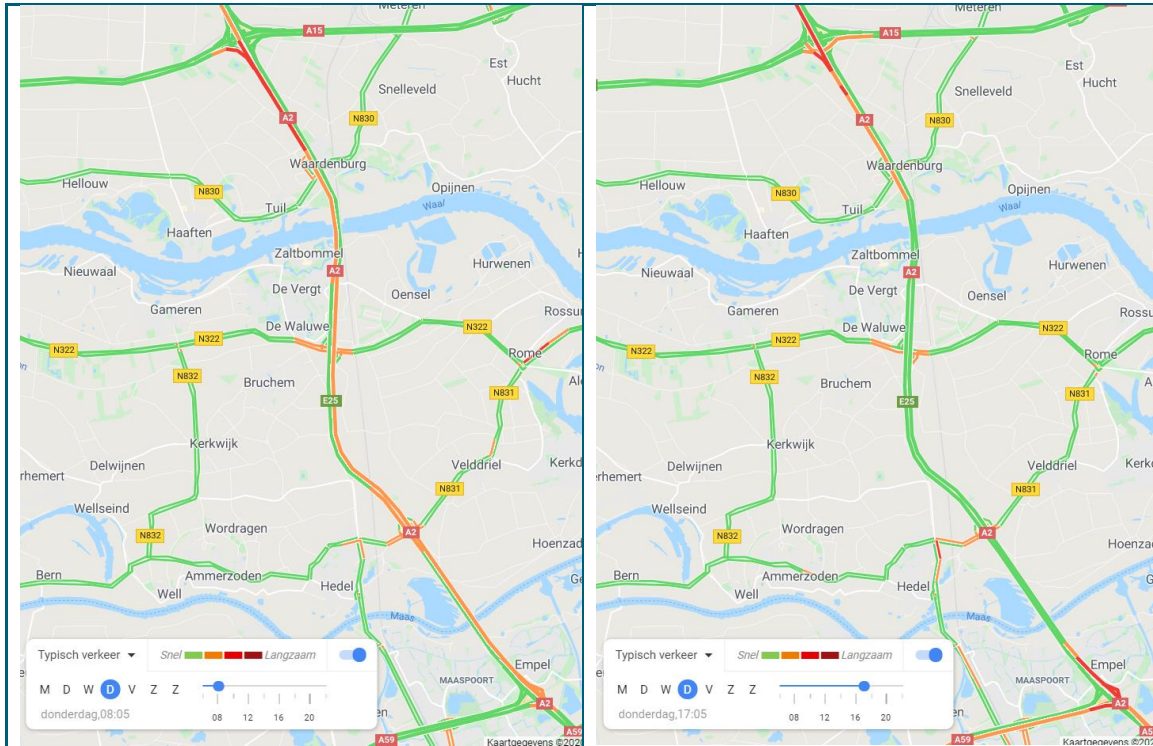 Meteren
A15
Est
Hucht
Snelleveld
A2
N830
Waardenburg
Hellouw
N830
Opijnen
Tuil
Haaften
Zaltbommel
A2
Hurwenen
Nieuwaal
De Vergt
Oensel
Gameren
Rossum
De Waluwe
N322
N322
N322
Rome
N832
Bruchem
N831
E25
Kerkwijk
Delwijnen
Velddriel
Kerkd
rhemert
N831
Wellseind
Wordragen
A2
N832
Hoenzad
Bern
Ammerzoden
Well
Hedel
Maas
Typisch verkeer
Snel
Langzaam
M D W D V Z Z
08 12 16 20
donderdag,08:05
Empel
MAASPOORT
A2
A59
A59
Kaartgegevens ©202
Meteren
A15
Est
Hucht
Snelleveld
A2
N830
Waardenburg
Hellouw
N830
Opijnen
Waal
Tuil
Haaften
Zaltbommel
A2
Hurwenen
Nieuwaal
De Vergt
Oensel
Gameren
Rossu
De Waluwe
N322
N322
N322
Rome
N832
Bruchem
N831
E25
Kerkwijk
Delwijnen
Velddriel
Kerk
rhemert
N831
Wellseind
Wordragen
A2
N832
Hoenza
Bern
Ammerzoden
Well
Hedel
Maas
Typisch verkeer
Snel
Langzaam
M D W D V Z Z
08 12 16 20
donderdag,17:05
Empel
MAASPOORT
A2
A59
Kaartgegevens ©20